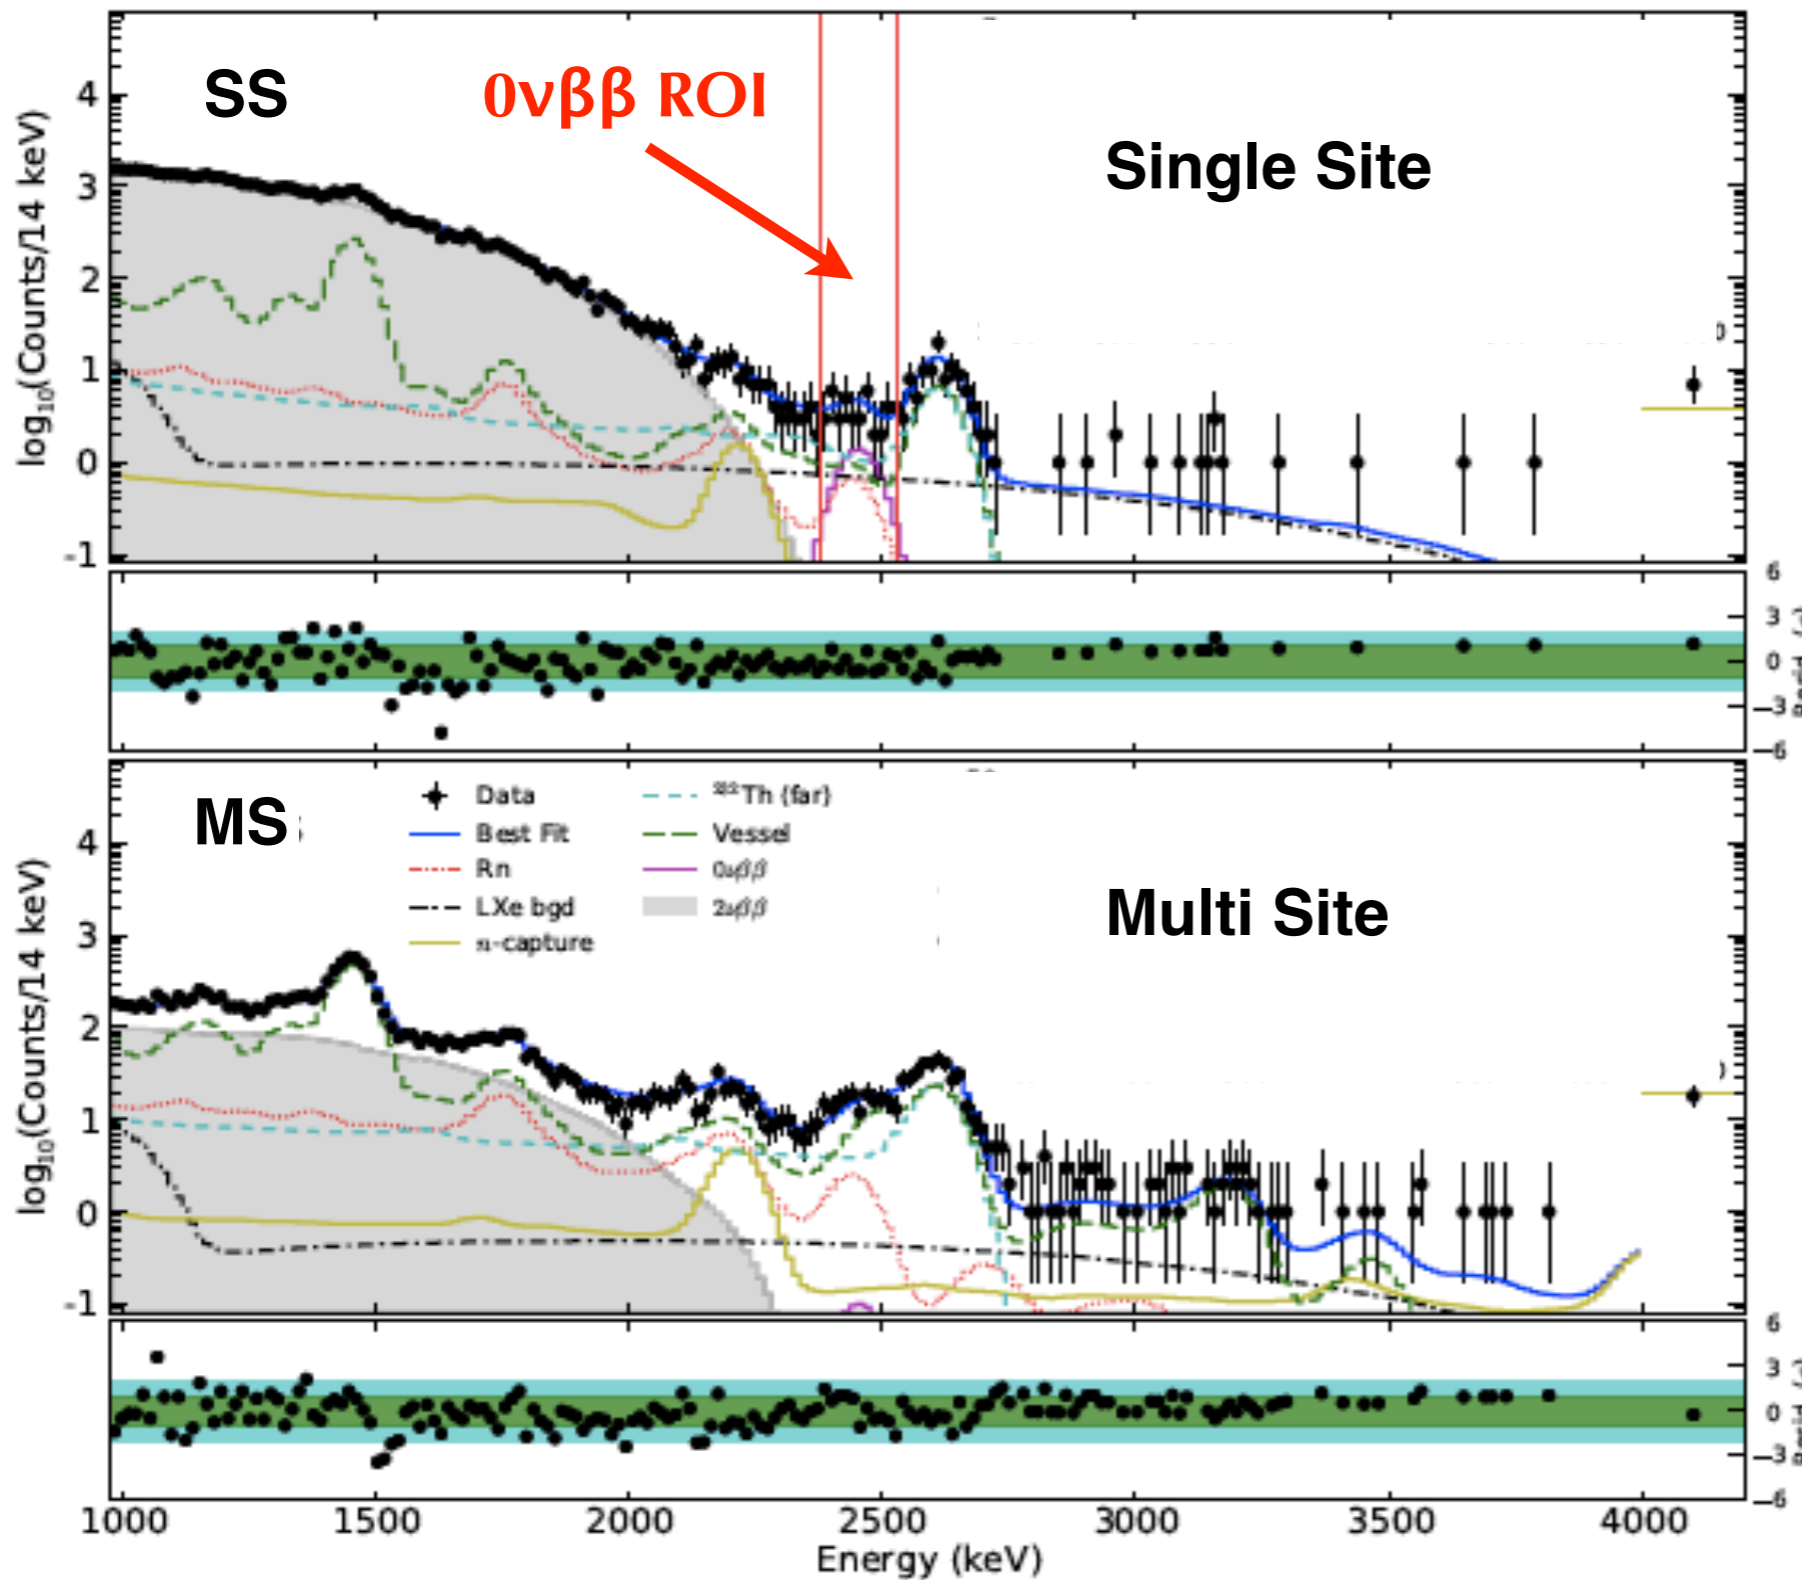 SS
0νββ ROI
Single Site
log₁₀(Counts/14 keV)
4
3
2
1
0
-1
6
3
0
−3
−6
MS
Data
Best Fit
Rn
LXe bgd
n-capture
²³²Th (far)
Vessel
0νββ
2νββ
Multi Site
log₁₀(Counts/14 keV)
4
3
2
1
0
-1
6
3
0
−3
−6
1000 1500 2000 2500 3000 3500 4000
Energy (keV)